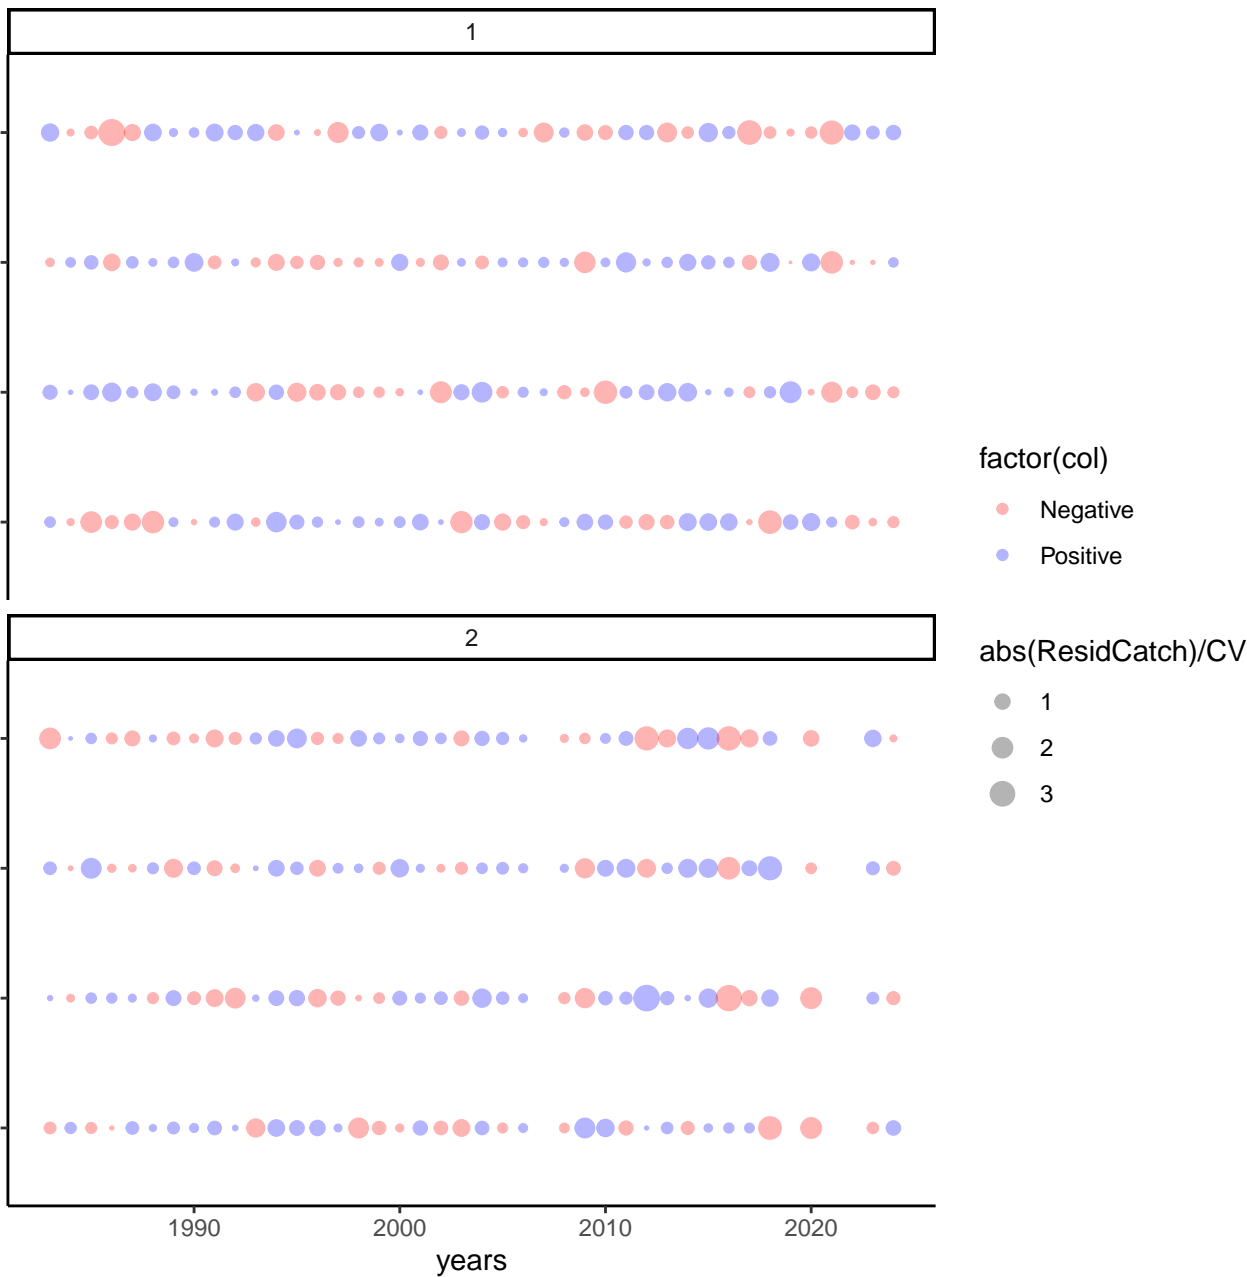 1
factor(col)
Negative
Positive
2
abs(ResidCatch)/CV
1
2
3
1990 2000 2010 2020
years